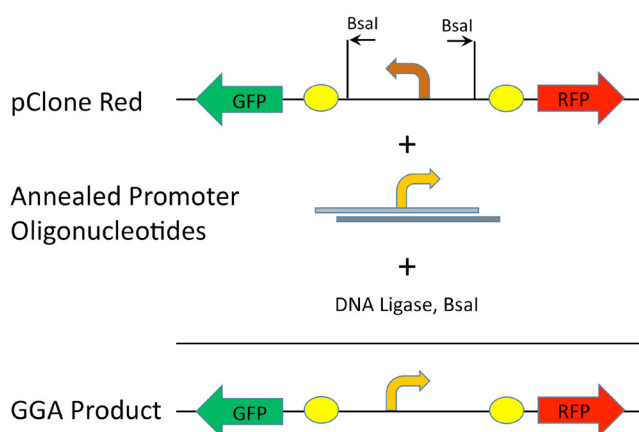 BsaI BsaI
pClone Red GFP RFP
+
Annealed Promoter
Oligonucleotides
+
DNA Ligase, BsaI
GGA Product GFP RFP